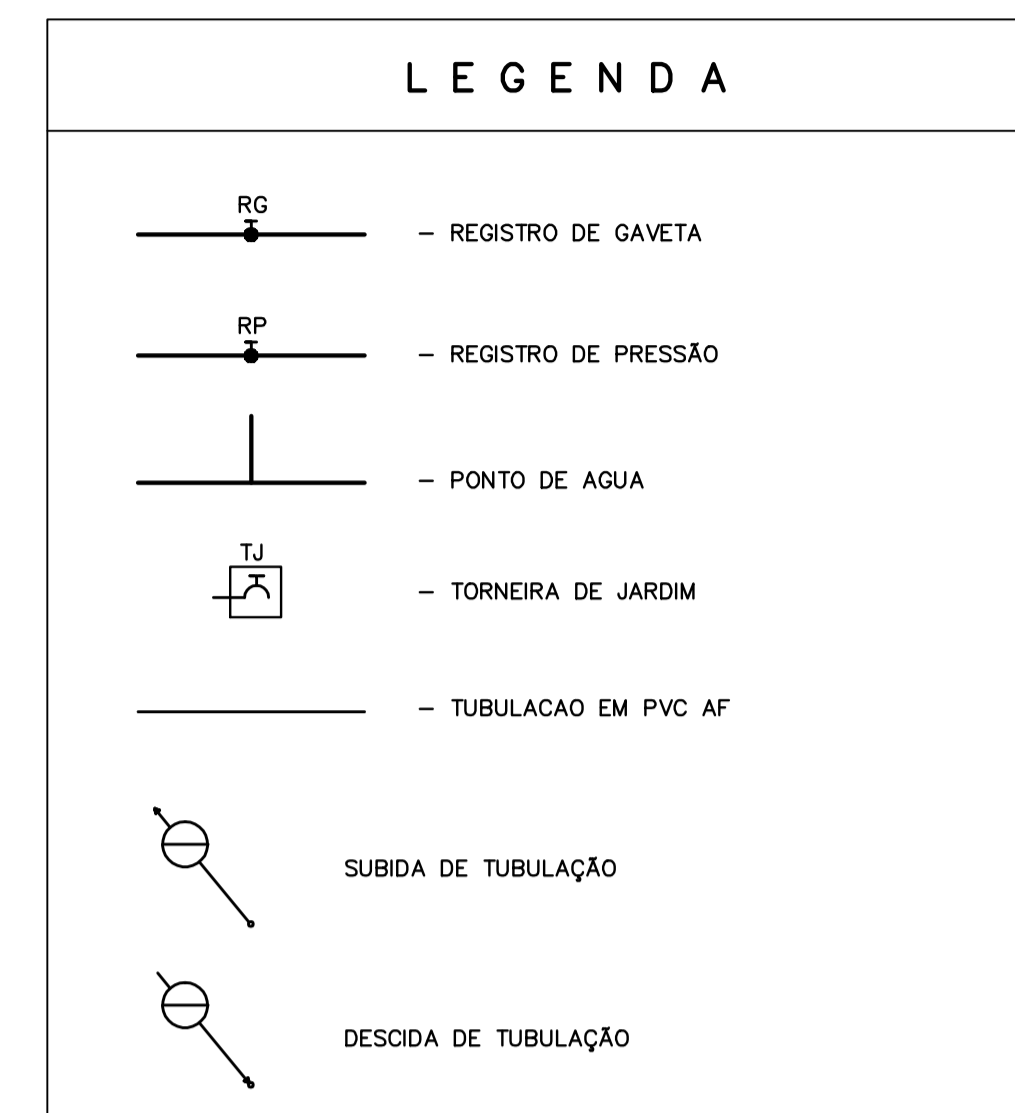 L E G E N D A
RG
– REGISTRO DE GAVETA
RP
– REGISTRO DE PRESSÃO
– PONTO DE AGUA
TJ
– TORNEIRA DE JARDIM
– TUBULACAO EM PVC AF
SUBIDA DE TUBULAÇÃO
DESCIDA DE TUBULAÇÃO